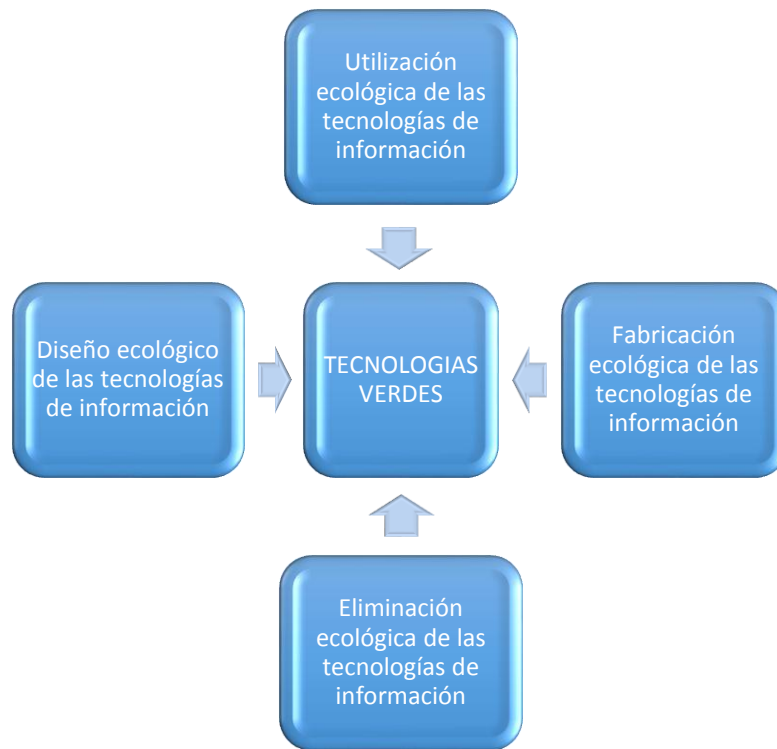 Utilización
ecológica de las
tecnologías de
información
Diseño ecológico
de las tecnologías
de información
TECNOLOGIAS
VERDES
Fabricación
ecológica de las
tecnologías de
información
Eliminación
ecológica de las
tecnologías de
información